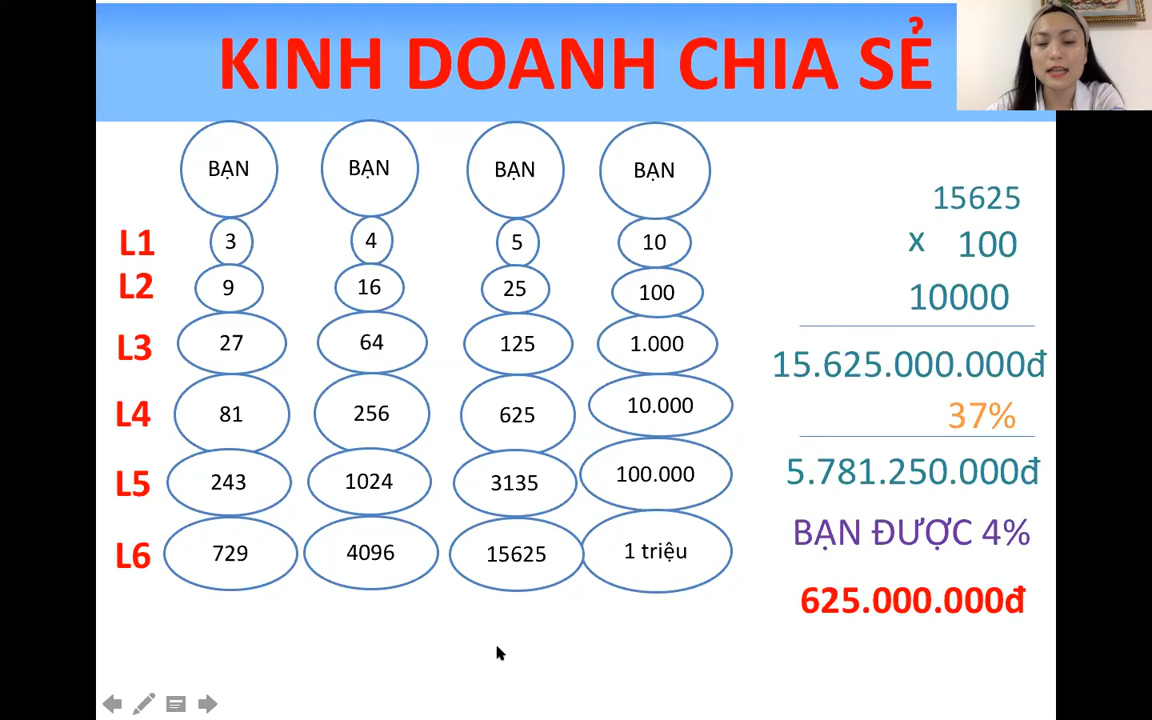 KINH DOANH CHIA SẺ
BẠN BẠN BẠN BẠN
L1 3 4 5 10
L2 9 16 25 100
L3 27 64 125 1.000
L4 81 256 625 10.000
L5 243 1024 3135 100.000
L6 729 4096 15625 1 triệu
15625
x 100
10000
15.625.000.000đ
37%
5.781.250.000đ
BẠN ĐƯỢC 4%
625.000.000đ